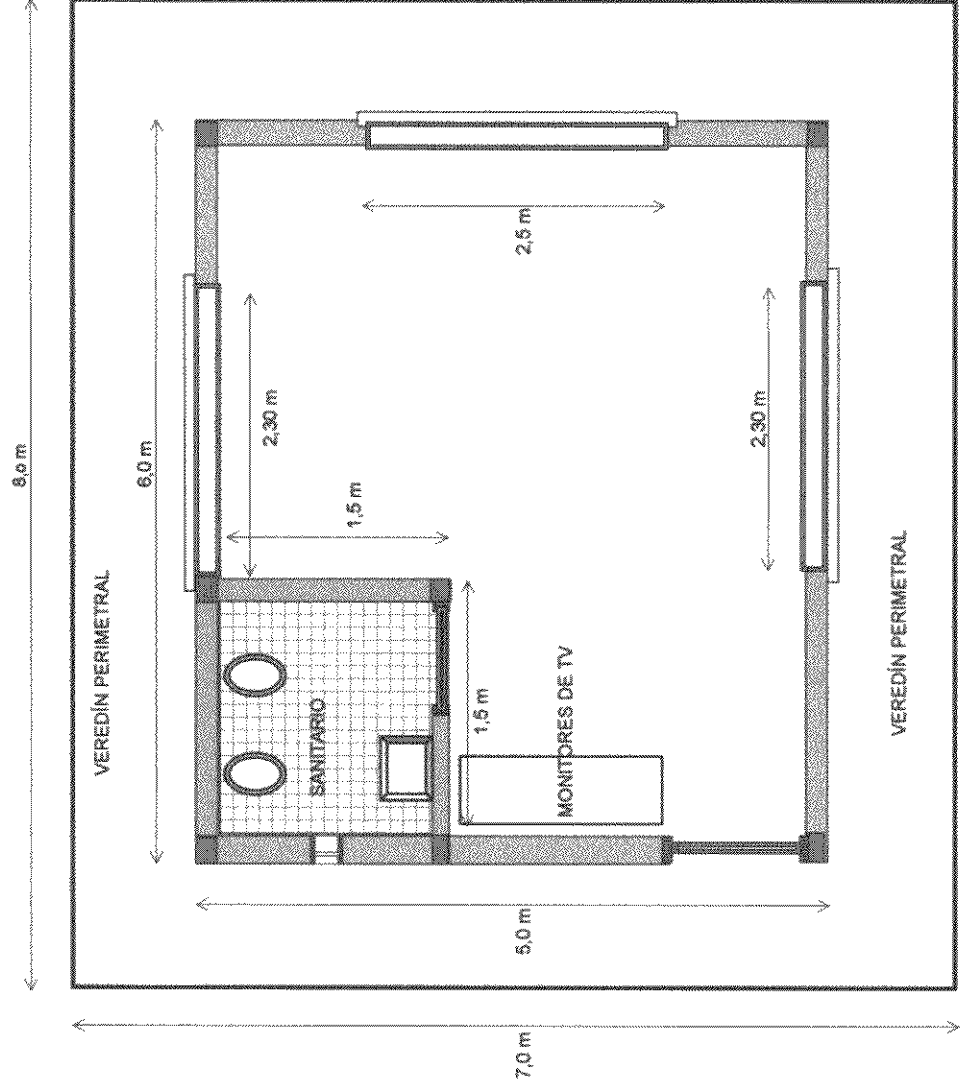 8,0 m
6,0 m
VEREDÍN PERIMETRAL
2,30 m
1,5 m
SANITARIO
2,5 m
1,5 m
MONITORES DE TV
2,30 m
VEREDÍN PERIMETRAL
5,0 m
7,0 m